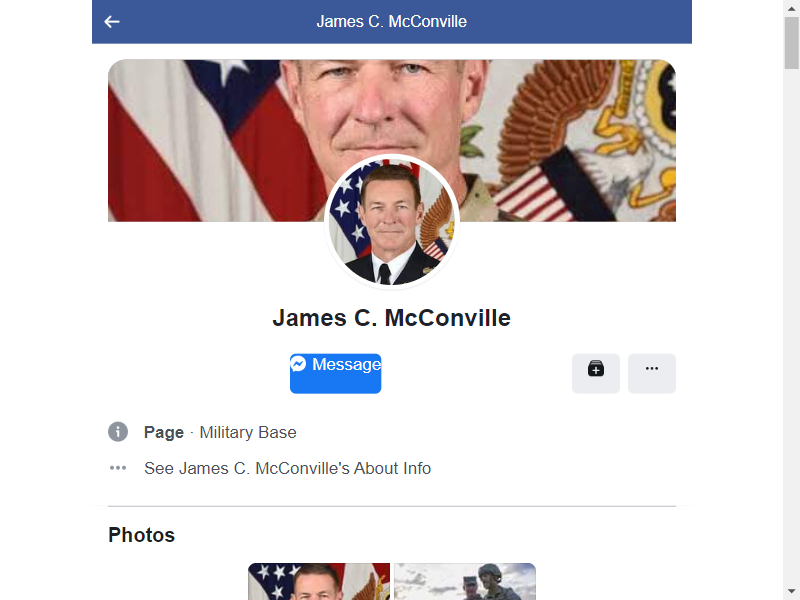 James C. McConville
James C. McConville
Message
Page · Military Base
See James C. McConville's About Info
Photos